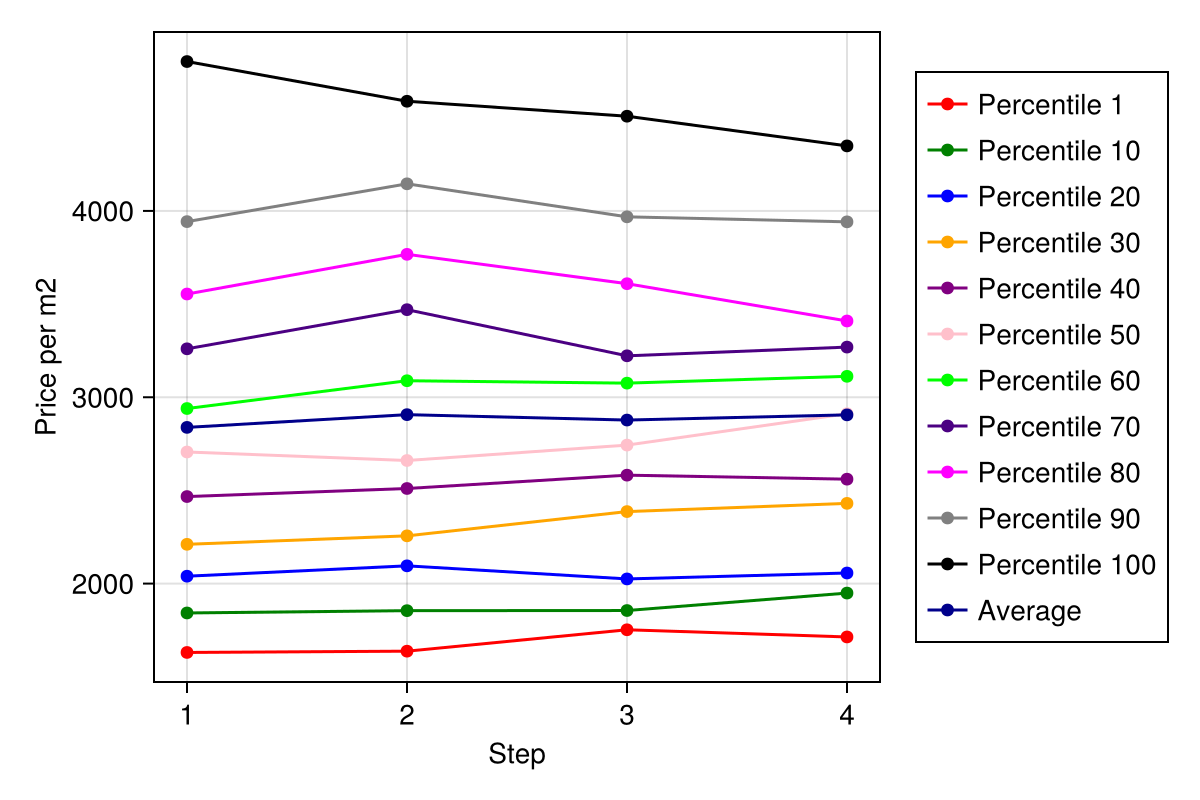 4000
3000
2000
Price per m2
1
2
3
4
Step
Percentile 1
Percentile 10
Percentile 20
Percentile 30
Percentile 40
Percentile 50
Percentile 60
Percentile 70
Percentile 80
Percentile 90
Percentile 100
Average